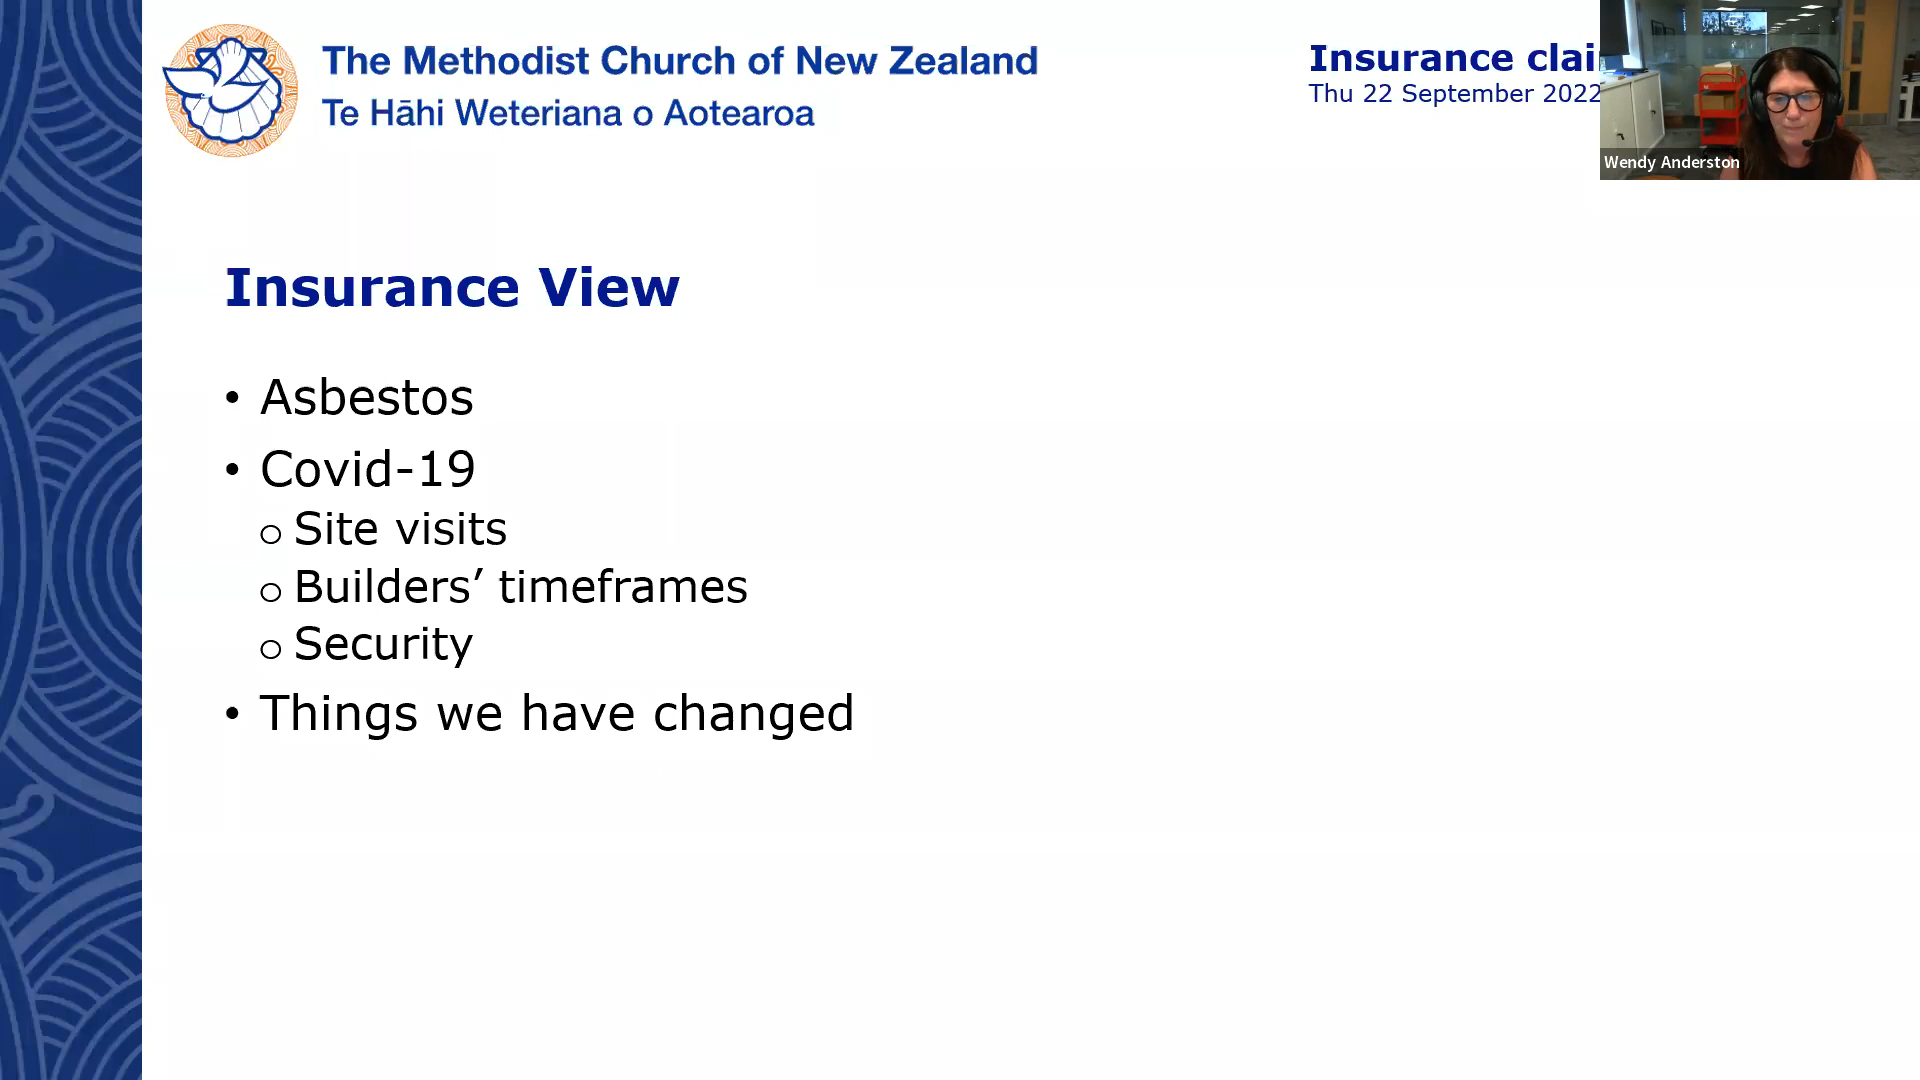 The Methodist Church of New Zealand
Te Hāhi Weteriana o Aotearoa
Insurance clai
Thu 22 September 2022
Wendy Anderston
Insurance View
• Asbestos
• Covid-19
o Site visits
o Builders’ timeframes
o Security
• Things we have changed